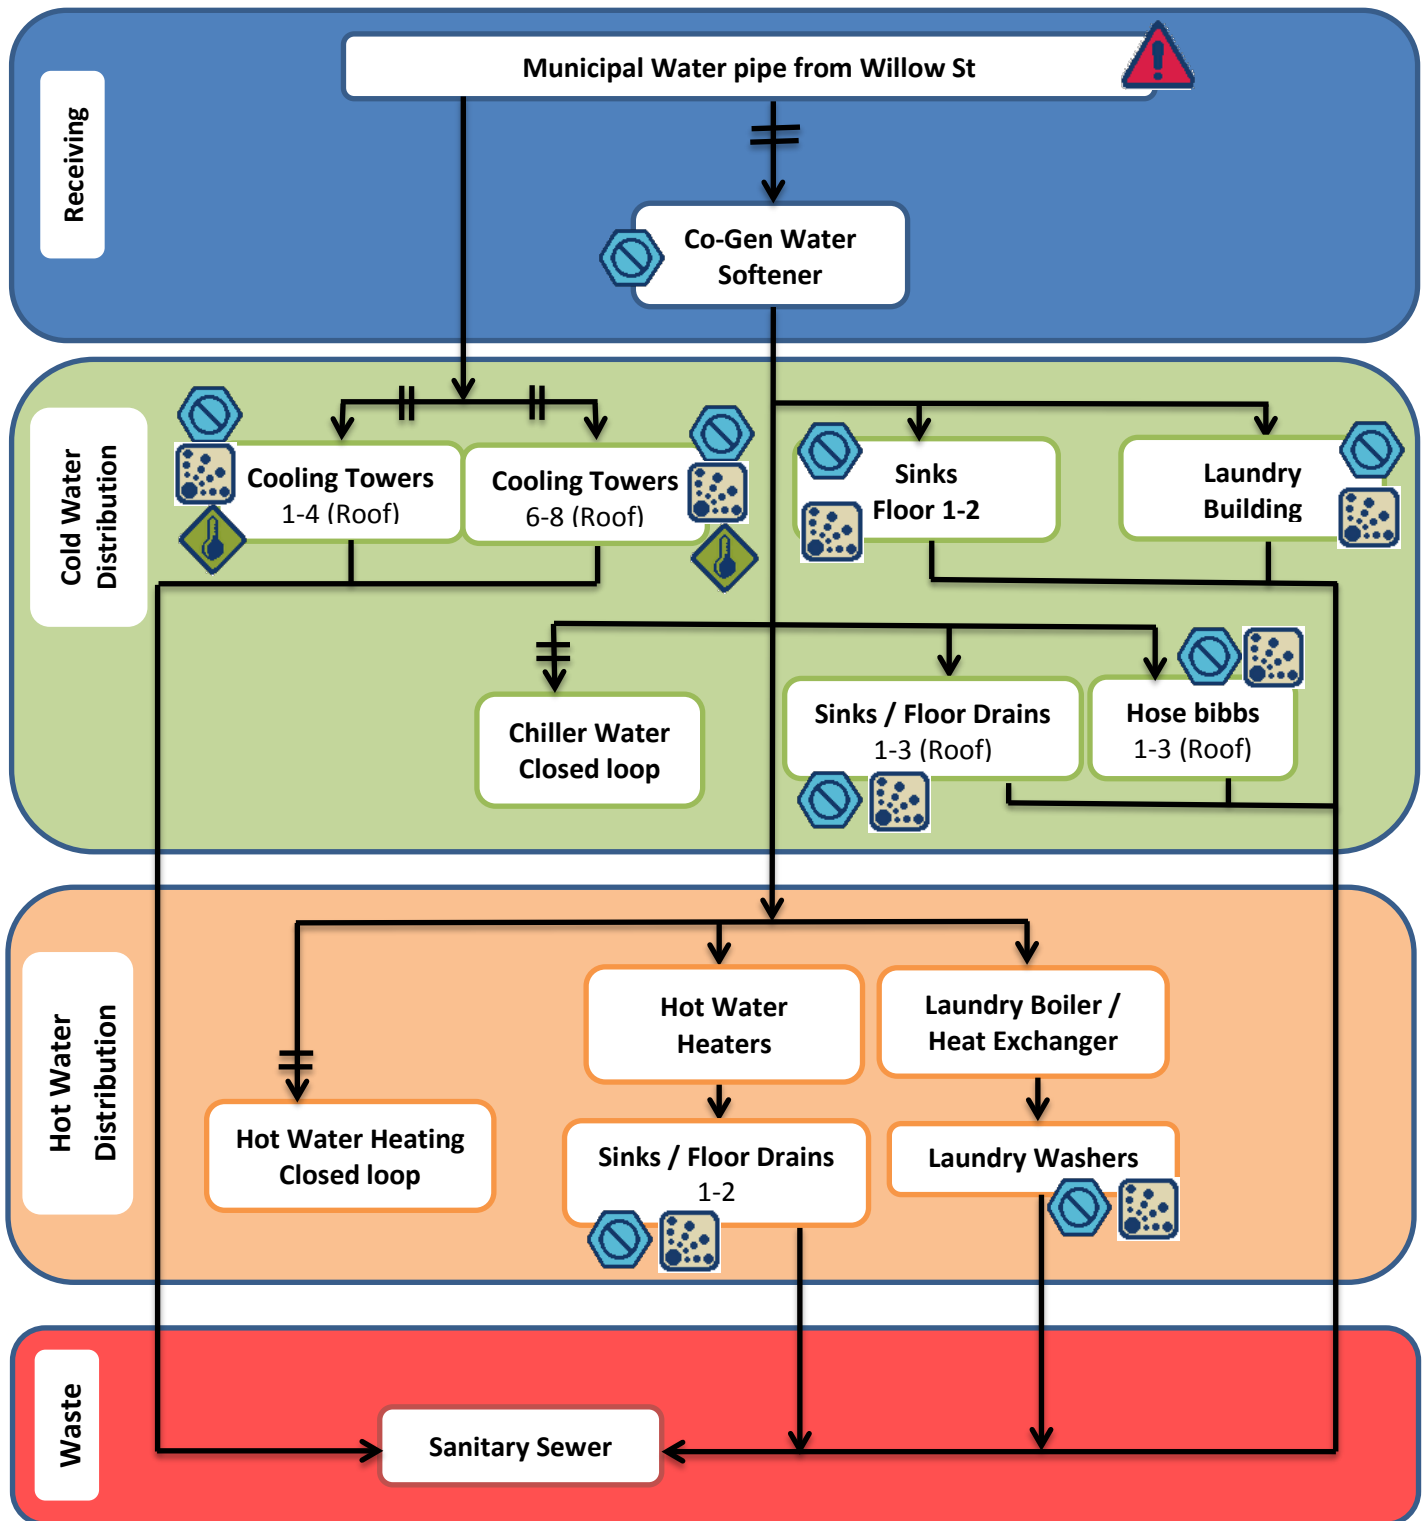 Receiving
Municipal Water pipe from Willow St
Co-Gen Water
Softener
Cold Water
Distribution
Cooling Towers
1-4 (Roof)
Cooling Towers
6-8 (Roof)
Sinks
Floor 1-2
Laundry
Building
Chiller Water
Closed loop
Sinks / Floor Drains
1-3 (Roof)
Hose bibbs
1-3 (Roof)
Hot Water
Distribution
Hot Water Heating
Closed loop
Hot Water
Heaters
Laundry Boiler /
Heat Exchanger
Sinks / Floor Drains
1-2
Laundry Washers
Waste
Sanitary Sewer